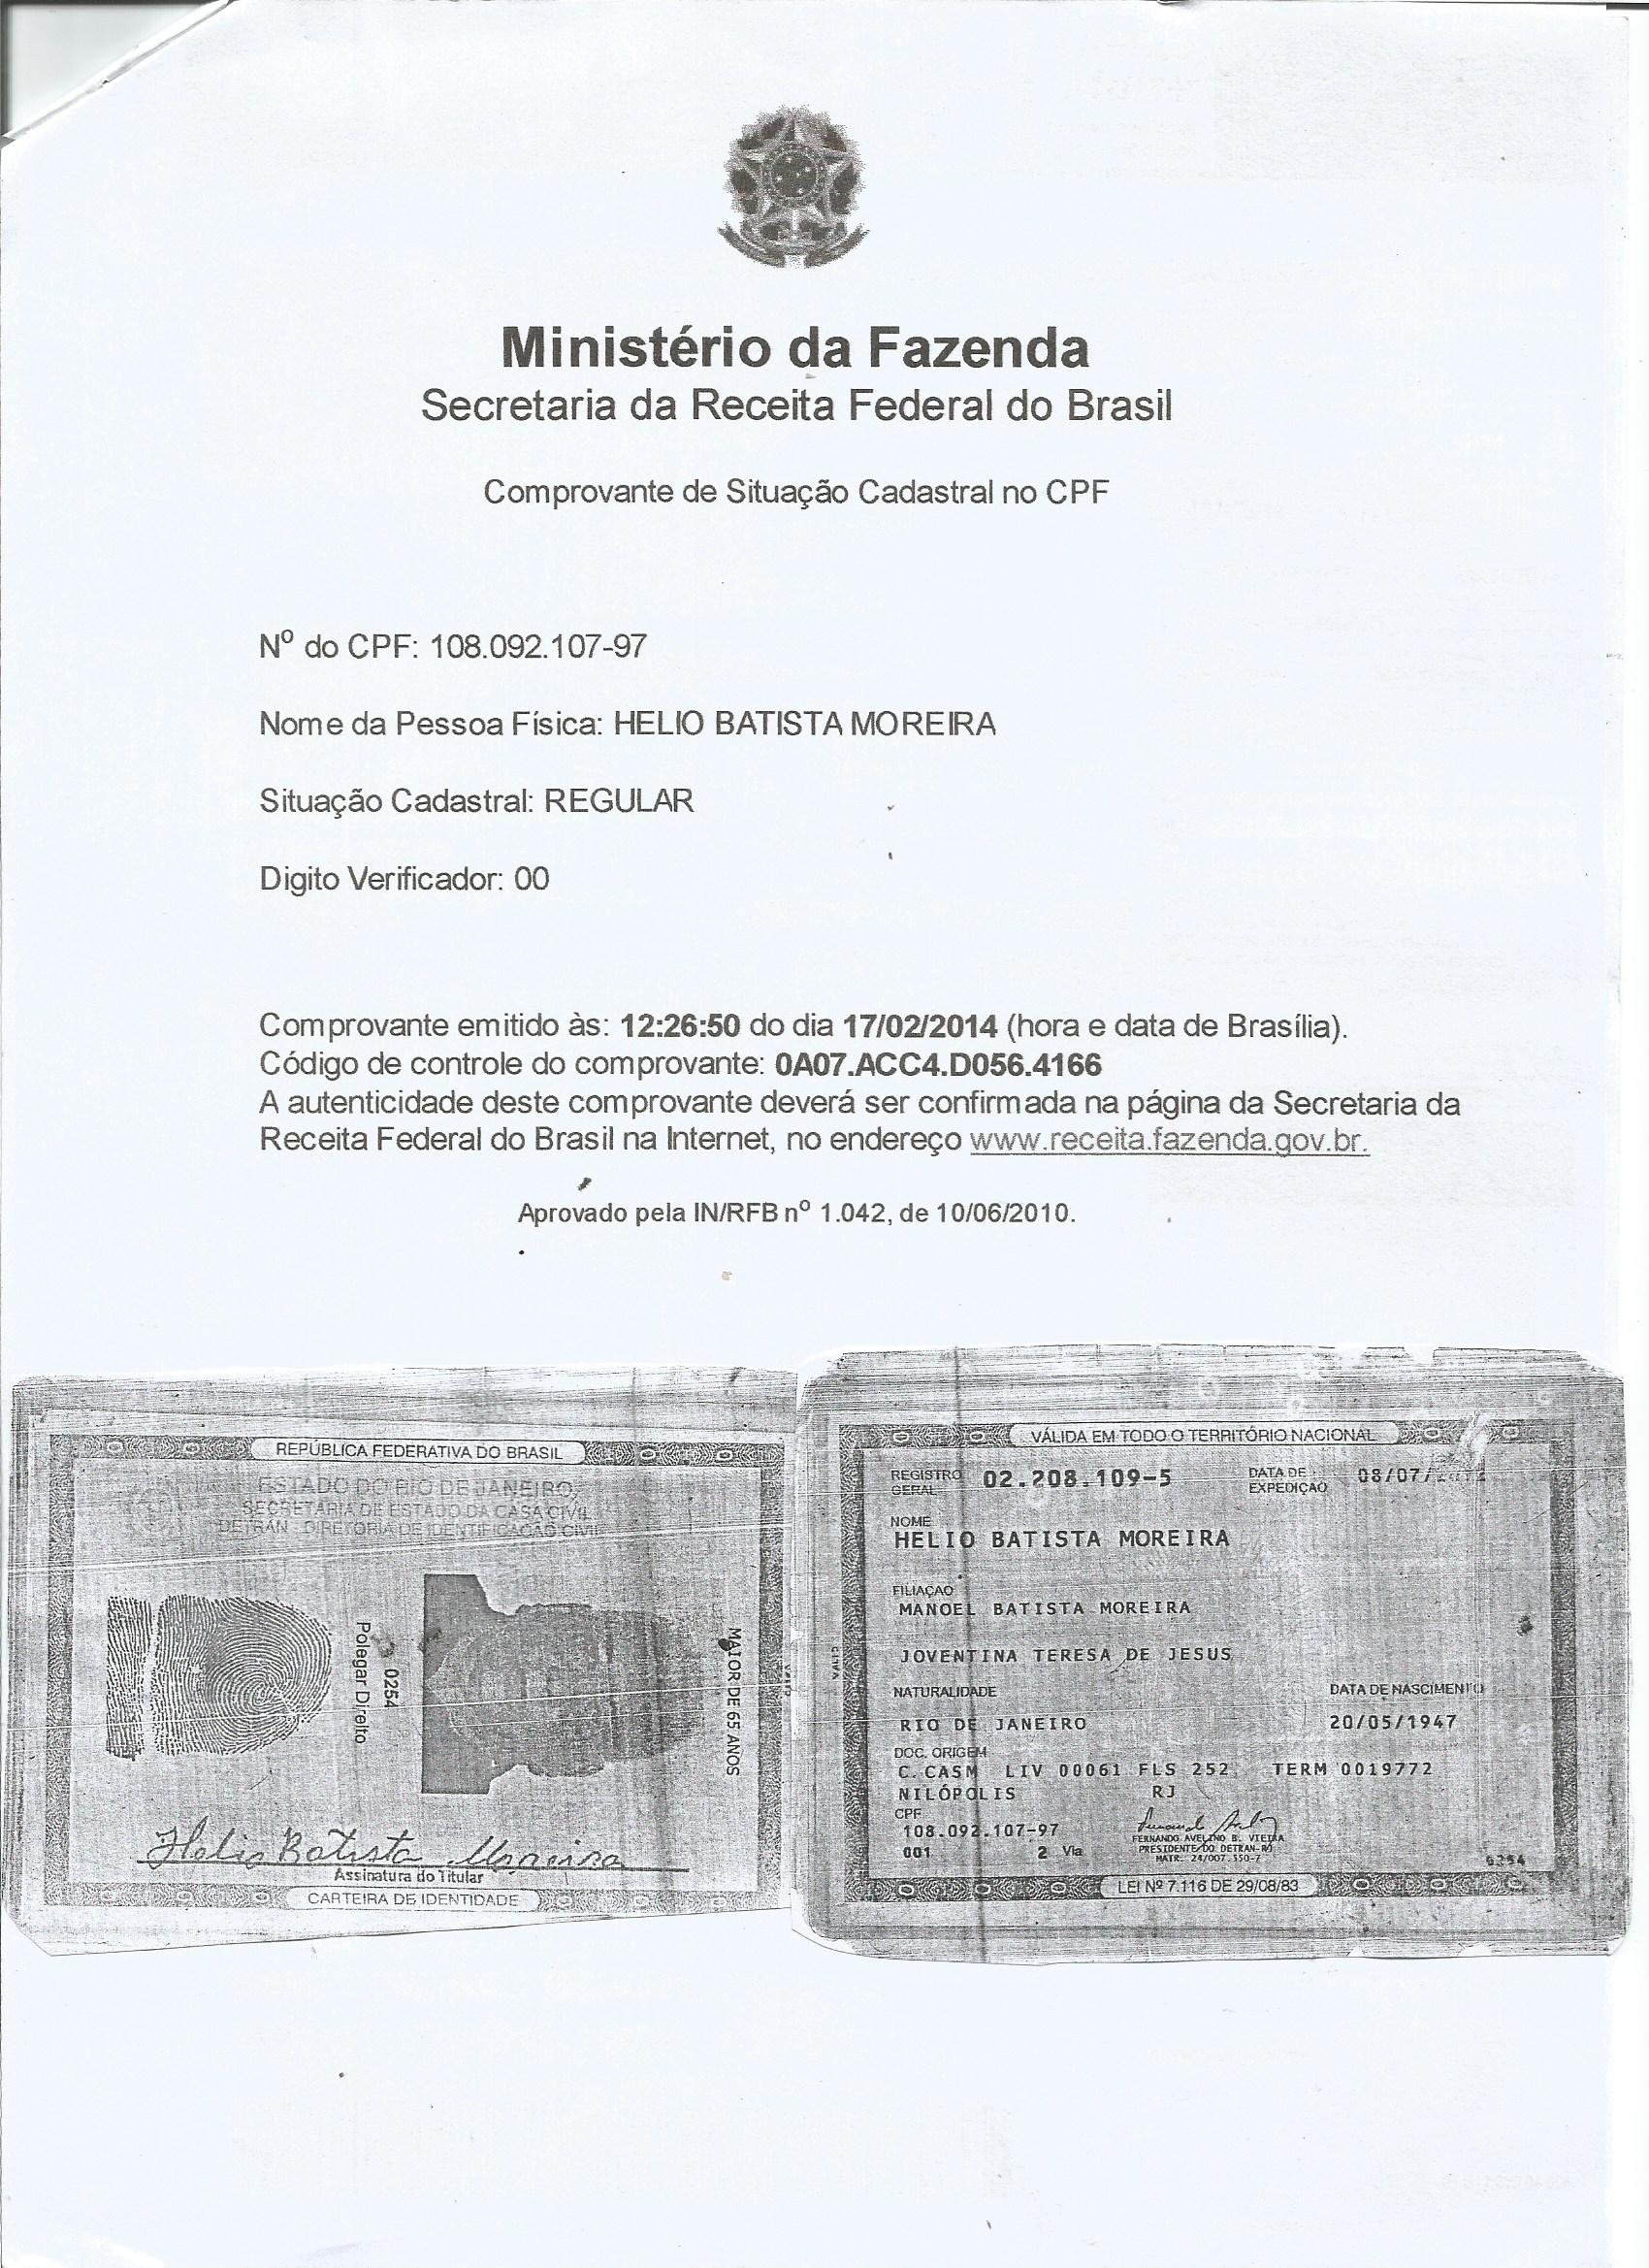 Ministério da Fazenda
Secretaria da Receita Federal do Brasil
Comprovante de Situação Cadastral no CPF
Nº do CPF: 108.092.107-97
Nome da Pessoa Física: HELIO BATISTA MOREIRA
Situação Cadastral: REGULAR
Digito Verificador: 00
Comprovante emitido às: 12:26:50 do dia 17/02/2014 (hora e data de Brasília).
Código de controle do comprovante: 0A07.ACC4.D056.4166
A autenticidade deste comprovante deverá ser confirmada na página da Secretaria da
Receita Federal do Brasil na Internet, no endereço www.receita.fazenda.gov.br.
Aprovado pela IN/RFB nº 1.042, de 10/06/2010.
REPÚBLICA FEDERATIVA DO BRASIL
ESTADO DO RIO DE JANEIRO
SECRETARIA DE ESTADO DA CASA CIVIL
DETRAN - DIRETORIA DE IDENTIFICAÇÃO CIVIL
Polegar Direito
0254
MAIOR DE 65 ANOS
Helio Batista Moreira
Assinatura do Titular
CARTEIRA DE IDENTIDADE
VÁLIDA EM TODO O TERRITÓRIO NACIONAL
REGISTRO GERAL 02.208.109-5 DATA DE EXPEDIÇÃO 08/07/
NOME
HELIO BATISTA MOREIRA
FILIAÇÃO
MANOEL BATISTA MOREIRA
JOVENTINA TERESA DE JESUS
NATURALIDADE DATA DE NASCIMENTO
RIO DE JANEIRO 20/05/1947
DOC. ORIGEM
C.CASM LIV 00061 FLS 252 TERM 0019772
NILÓPOLIS RJ
CPF
108.092.107-97
001 2 Via
FERNANDO AVELINO B. VIEIRA
PRESIDENTE DO DETRAN-RJ
MATR. 24/007.350-7
0254
LEI Nº 7.116 DE 29/08/83